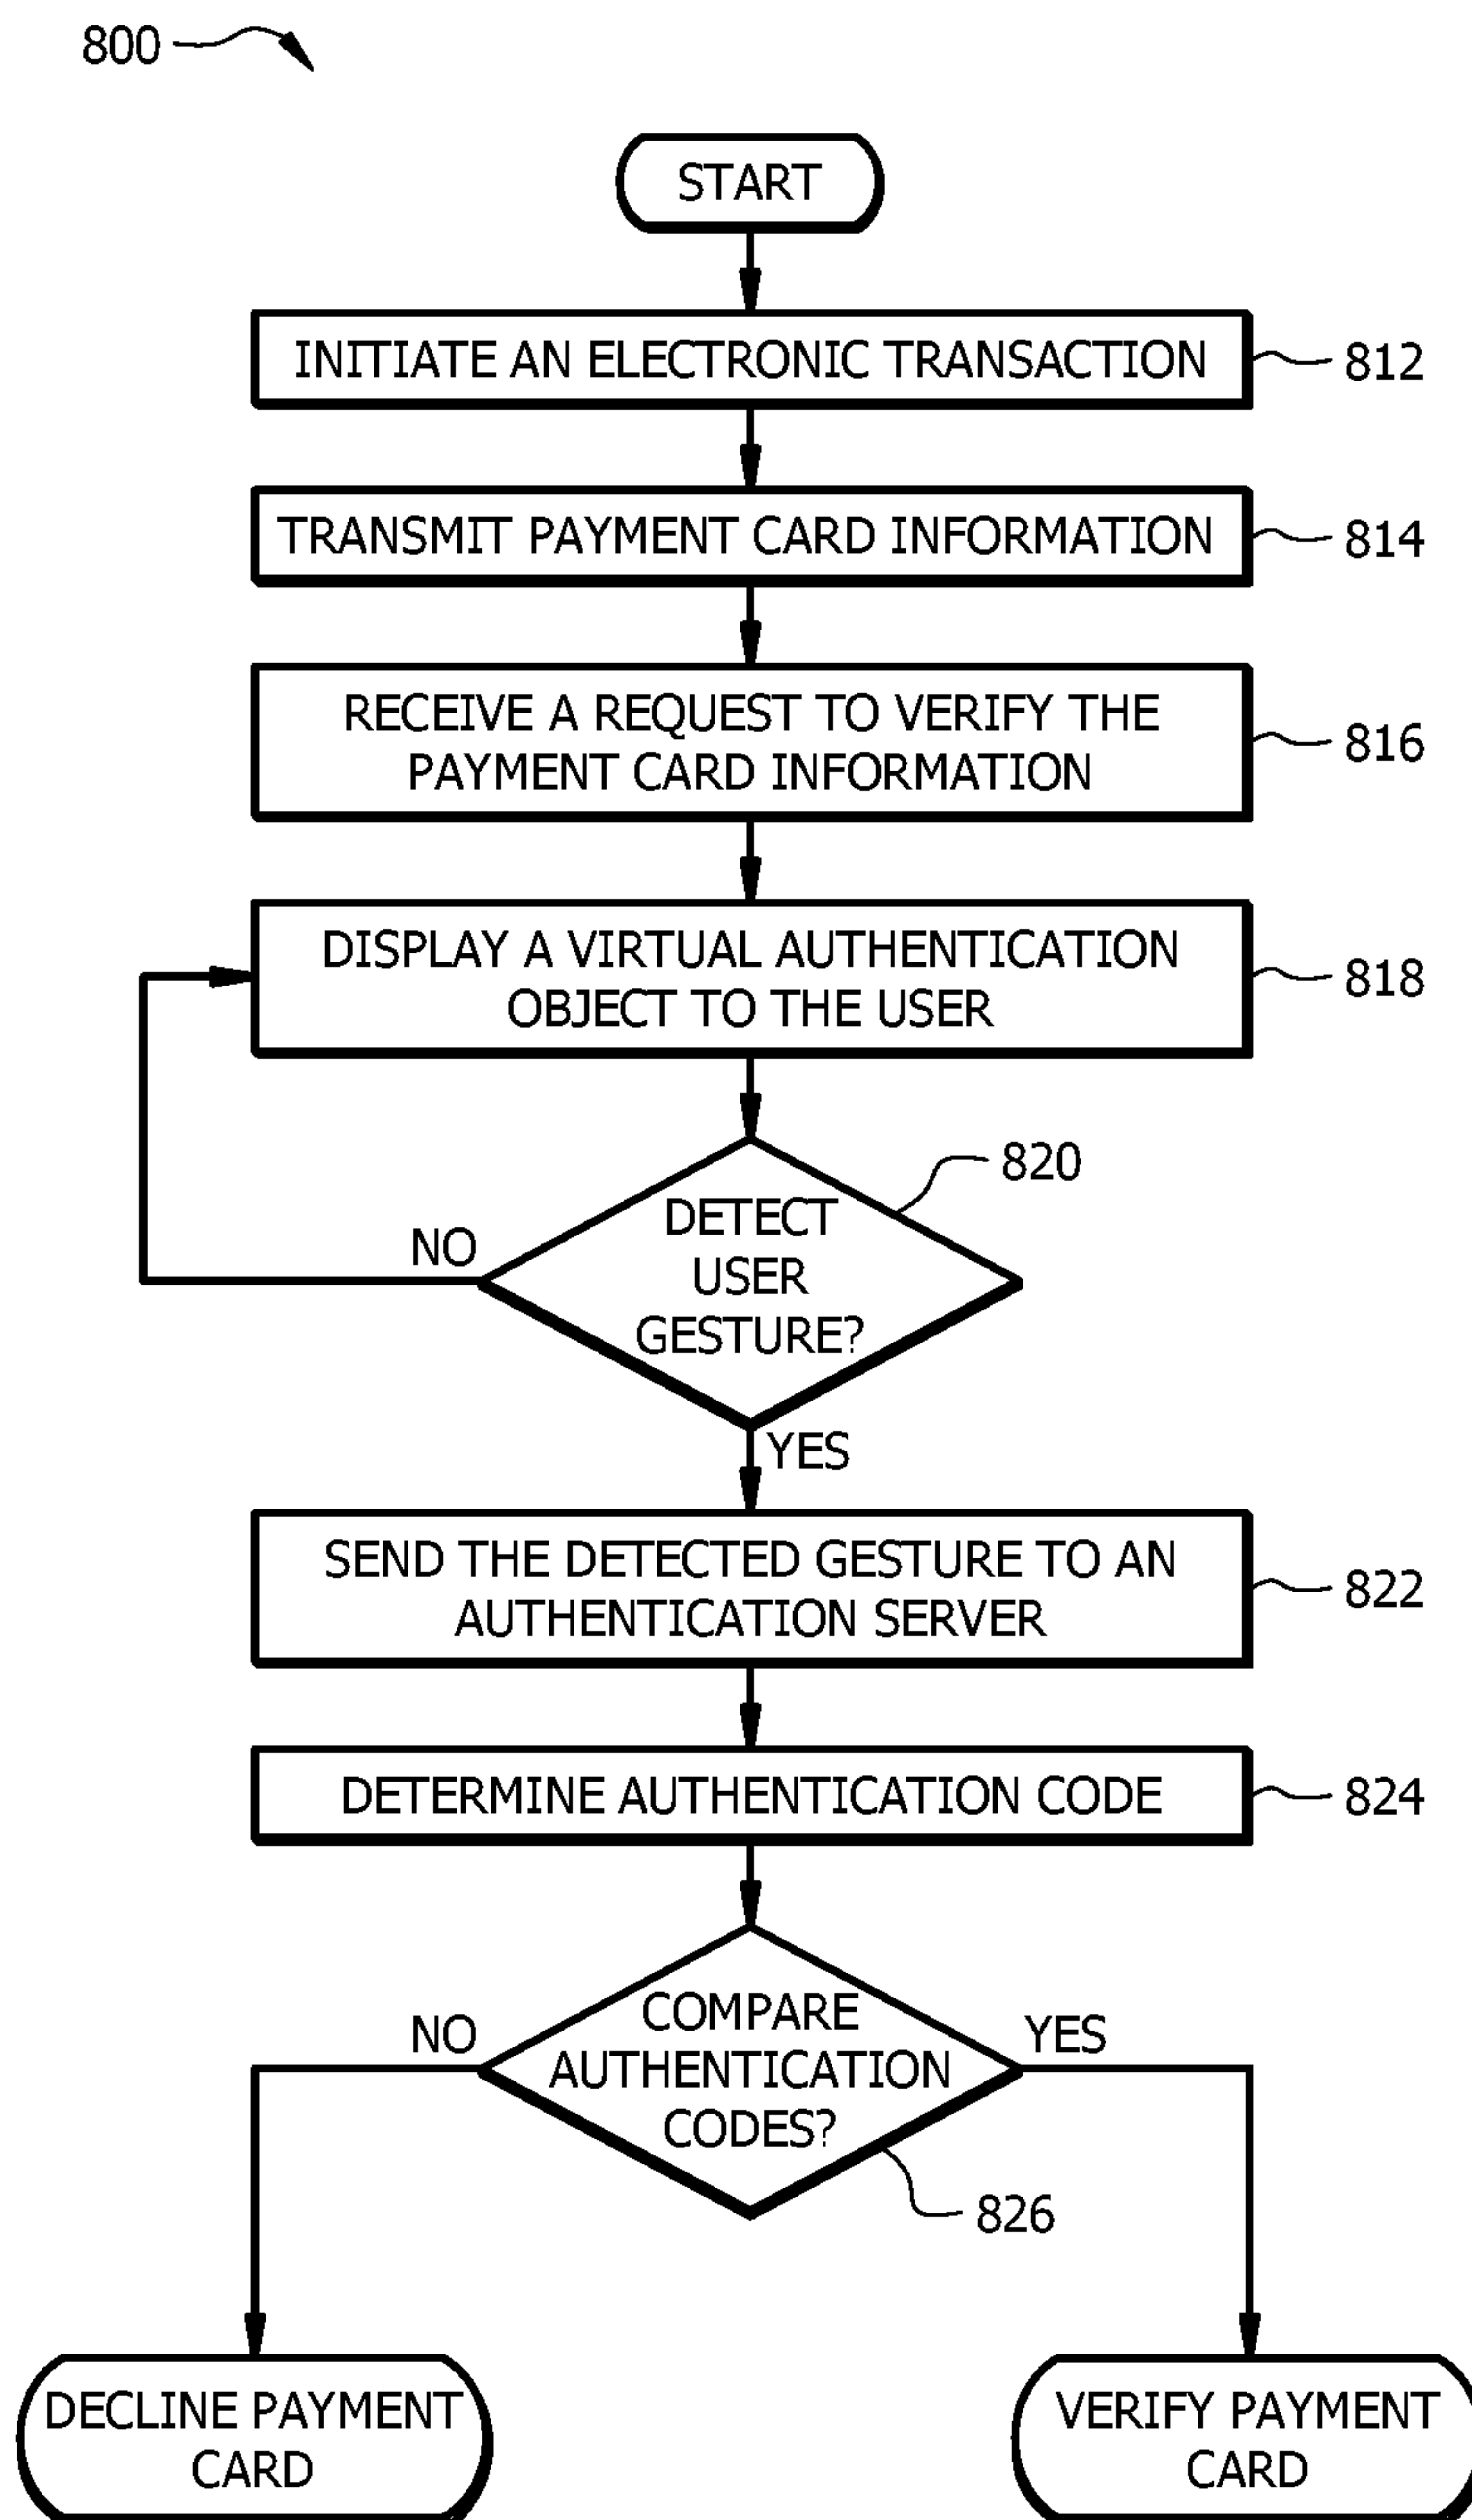 800
START
INITIATE AN ELECTRONIC TRANSACTION
812
TRANSMIT PAYMENT CARD INFORMATION
814
RECEIVE A REQUEST TO VERIFY THE
PAYMENT CARD INFORMATION
816
DISPLAY A VIRTUAL AUTHENTICATION
OBJECT TO THE USER
818
820
DETECT
USER
GESTURE?
NO
YES
SEND THE DETECTED GESTURE TO AN
AUTHENTICATION SERVER
822
DETERMINE AUTHENTICATION CODE
824
COMPARE
AUTHENTICATION
CODES?
NO
YES
826
DECLINE PAYMENT
CARD
VERIFY PAYMENT
CARD